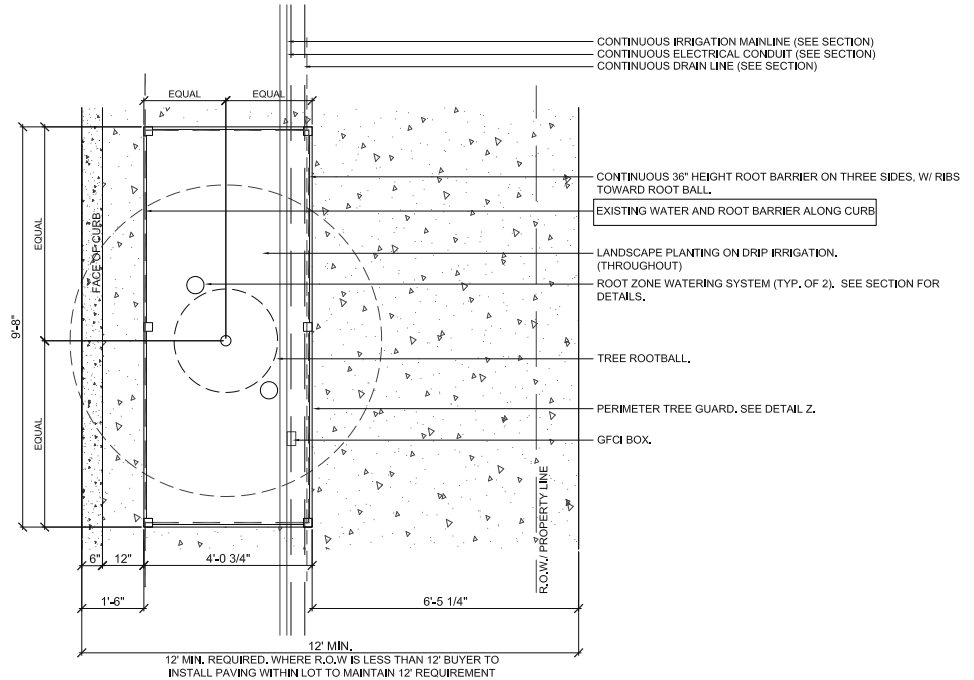 CONTINUOUS IRRIGATION MAINLINE (SEE SECTION)
CONTINUOUS ELECTRICAL CONDUIT (SEE SECTION)
CONTINUOUS DRAIN LINE (SEE SECTION)
EQUAL
EQUAL
CONTINUOUS 36" HEIGHT ROOT BARRIER ON THREE SIDES, W/ RIBS
TOWARD ROOT BALL.
EXISTING WATER AND ROOT BARRIER ALONG CURB
EQUAL
FACE OF CURB
LANDSCAPE PLANTING ON DRIP IRRIGATION.
(THROUGHOUT)
ROOT ZONE WATERING SYSTEM (TYP. OF 2). SEE SECTION FOR
DETAILS.
9'-8"
TREE ROOTBALL.
EQUAL
PERIMETER TREE GUARD. SEE DETAIL Z.
GFCI BOX.
R.O.W./ PROPERTY LINE
6"
12"
4'-0 3/4"
1'-6"
6'-5 1/4"
12' MIN.
12' MIN. REQUIRED. WHERE R.O.W IS LESS THAN 12' BUYER TO
INSTALL PAVING WITHIN LOT TO MAINTAIN 12' REQUIREMENT